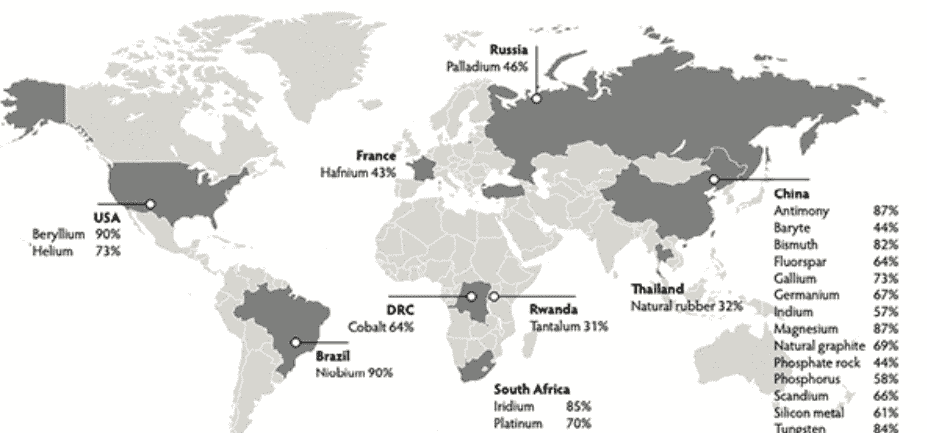 Russia
Palladium 46%
France
Hafnium 43%
USA
Beryllium 90%
Helium 73%
China
Antimony 87%
Baryte 44%
Bismuth 82%
Fluorspar 64%
Gallium 73%
Germanium 67%
Indium 57%
Magnesium 87%
Natural graphite 69%
Phosphate rock 44%
Phosphorus 58%
Scandium 66%
Silicon metal 61%
Tungsten 84%
Thailand
Natural rubber 32%
DRC
Cobalt 64%
Rwanda
Tantalum 31%
Brazil
Niobium 90%
South Africa
Iridium 85%
Platinum 70%